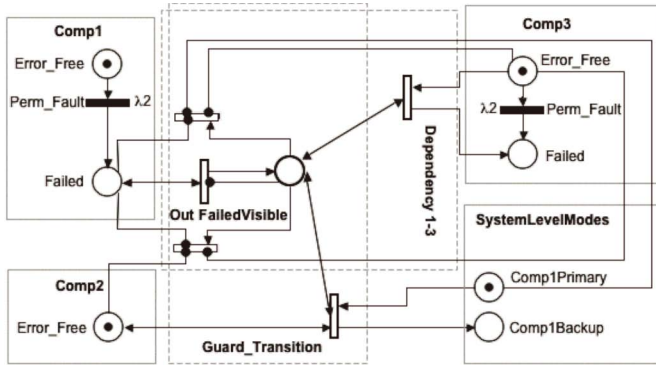 Comp1
Error_Free
Perm_Fault λ2
Failed
Out FailedVisible
Comp2
Error_Free
Guard_Transition
Dependency 1-3
Comp3
Error_Free
λ2 Perm_Fault
Failed
SystemLevelModes
Comp1Primary
Comp1Backup